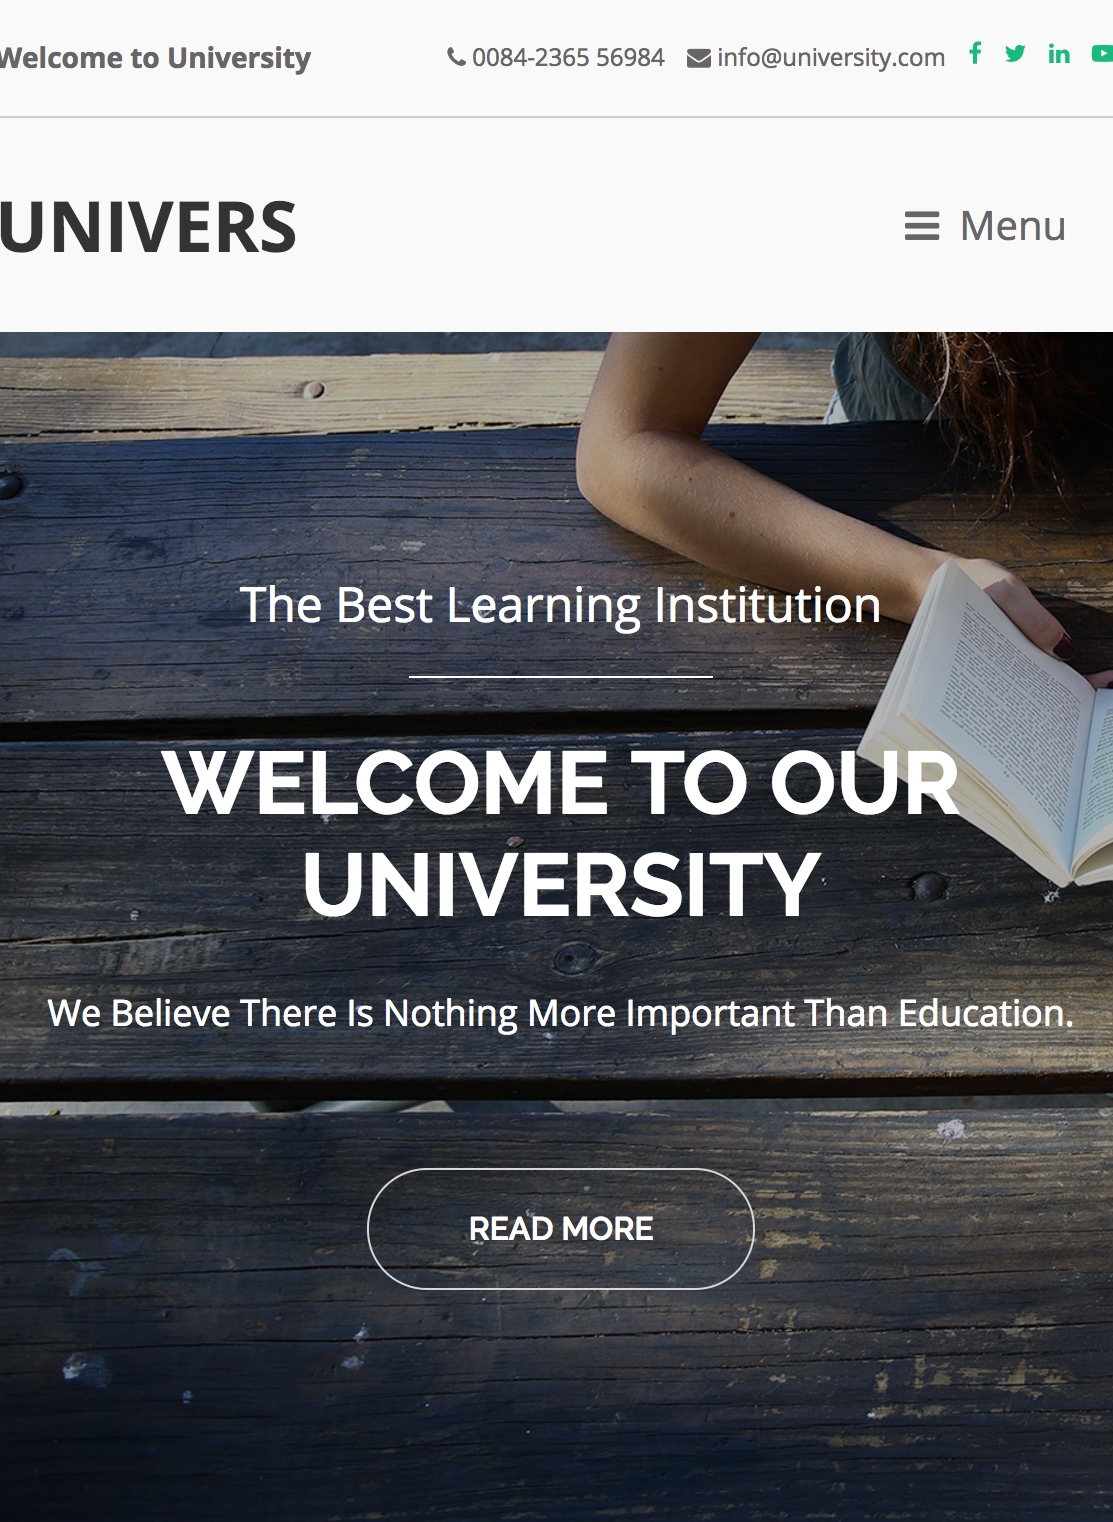 Welcome to University 0084-2365 56984 info@university.com
UNIVERS Menu
The Best Learning Institution
WELCOME TO OUR
UNIVERSITY
We Believe There Is Nothing More Important Than Education.
READ MORE